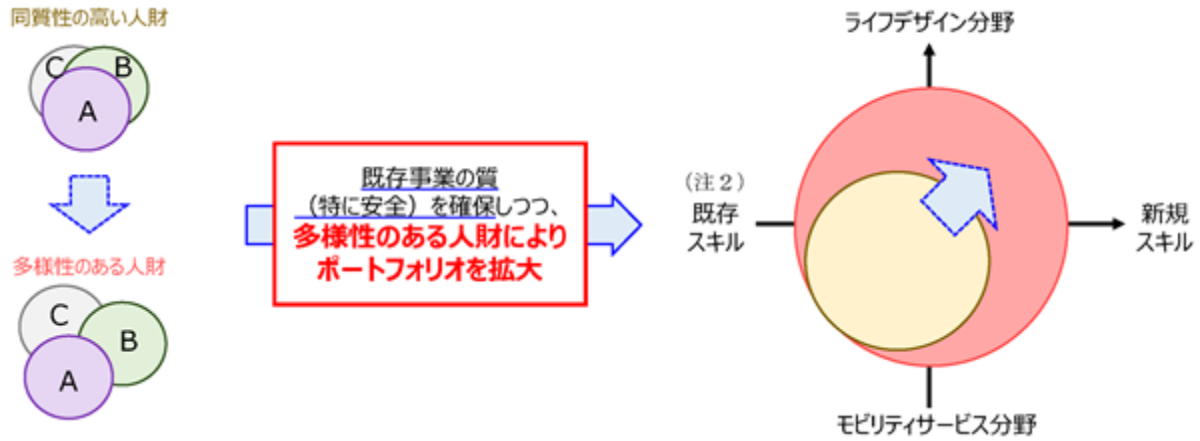 同質性の高い人財
C
B
A
多様性のある人財
C
B
A
既存事業の質
（特に安全）を確保しつつ、
多様性のある人財により
ポートフォリオを拡大
ライフデザイン分野
（注２）
既存
スキル
新規
スキル
モビリティサービス分野